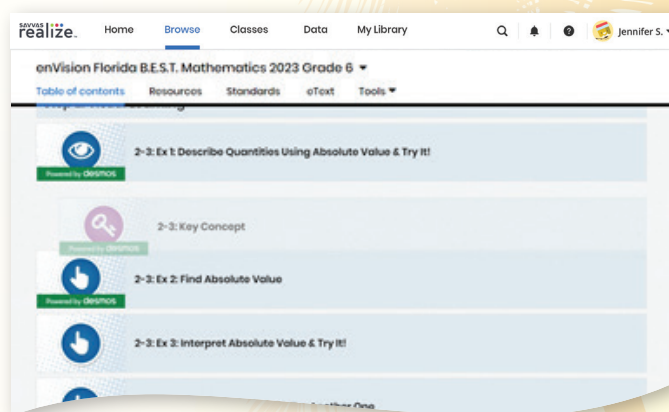 SAVVAS
realize.
Home Browse Classes Data My Library
Jennifer S.
enVision Florida B.E.S.T. Mathematics 2023 Grade 6
Table of contents Resources Standards eText Tools
2-3: Ex 1: Describe Quantities Using Absolute Value & Try It!
Powered by desmos
2-3: Key Concept
Powered by desmos
2-3: Ex 2: Find Absolute Value
Powered by desmos
2-3: Ex 3: Interpret Absolute Value & Try It!
Another One